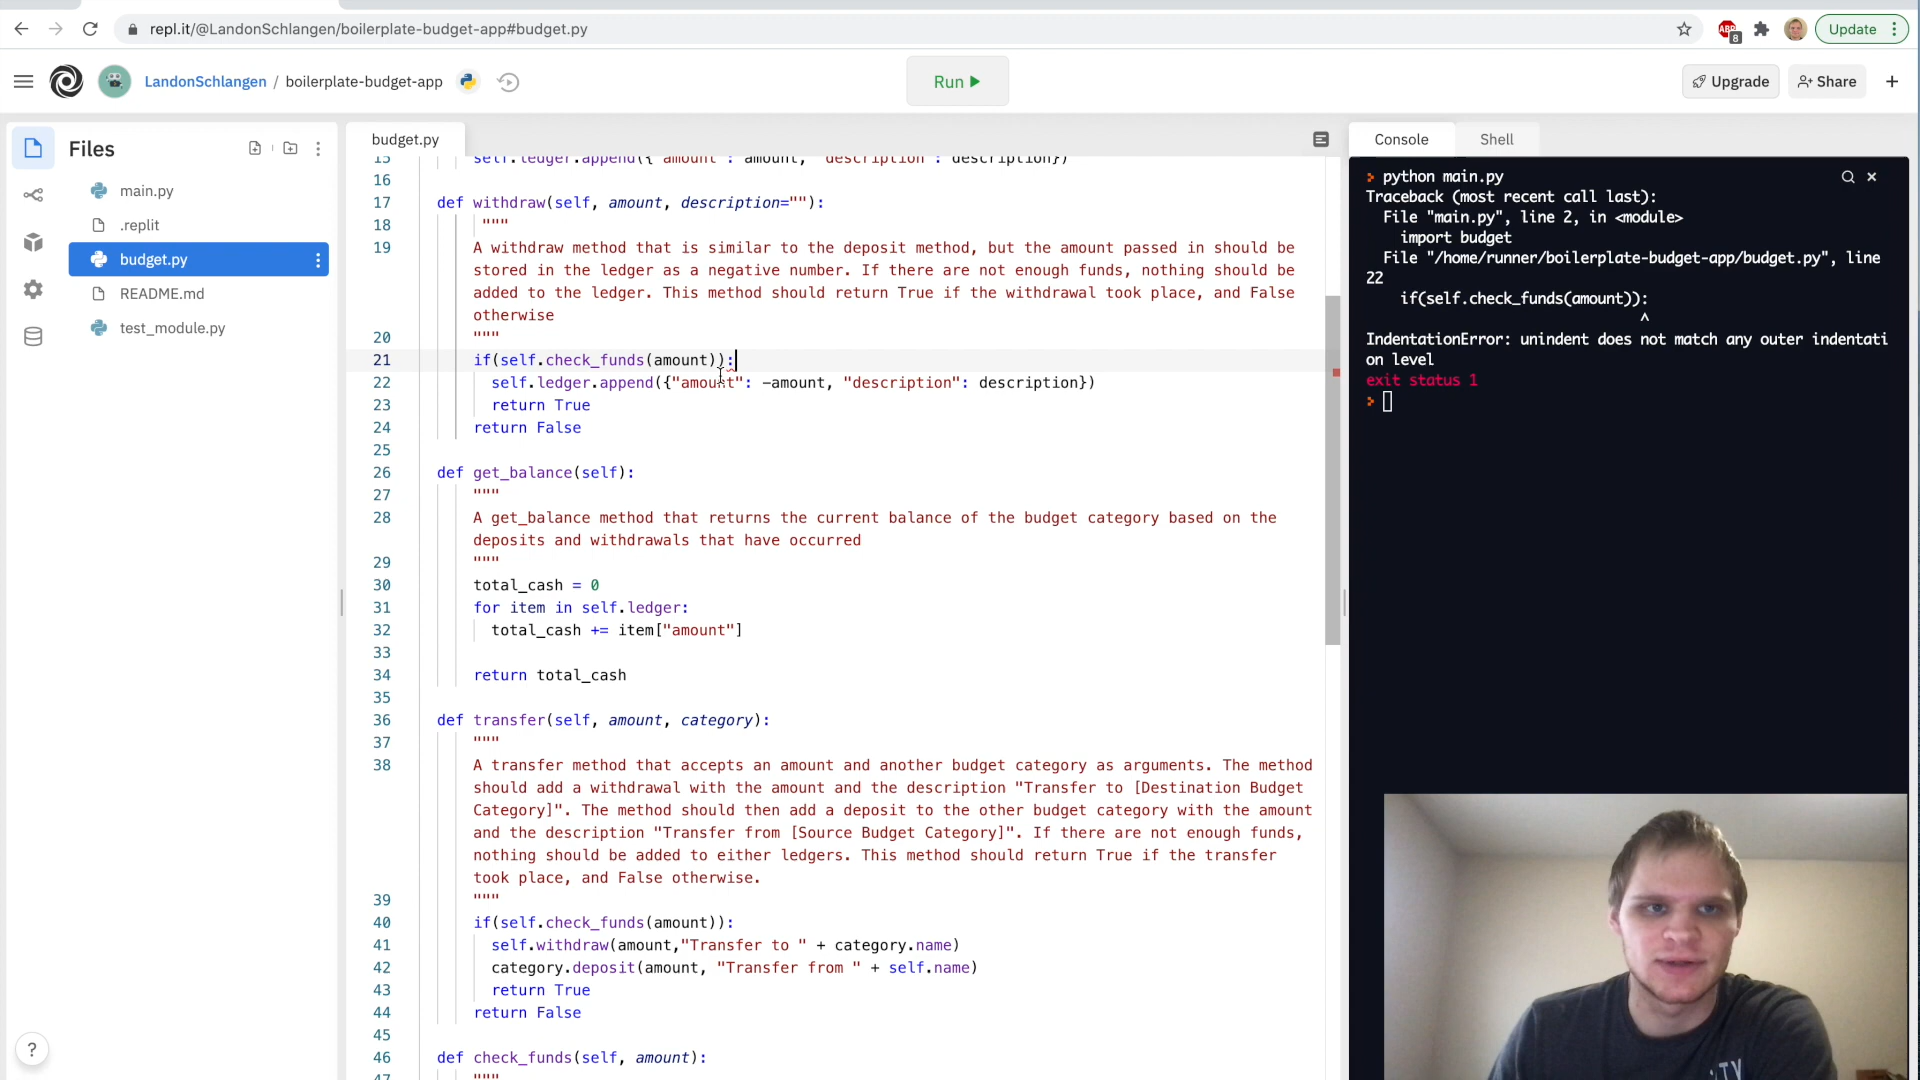 repl.it/@LandonSchlangen/boilerplate-budget-app#budget.py
ABP
8
Update
LandonSchlangen / boilerplate-budget-app
Run
Upgrade
Share
Files
main.py
.replit
budget.py
README.md
test_module.py
?
budget.py
15 self.ledger.append({"amount": amount, "description": description})
16
17 def withdraw(self, amount, description=""):
18 """
19 A withdraw method that is similar to the deposit method, but the amount passed in should be
stored in the ledger as a negative number. If there are not enough funds, nothing should be
added to the ledger. This method should return True if the withdrawal took place, and False
otherwise
20 """
21 if(self.check_funds(amount)):
22 self.ledger.append({"amount": -amount, "description": description})
23 return True
24 return False
25
26 def get_balance(self):
27 """
28 A get_balance method that returns the current balance of the budget category based on the
deposits and withdrawals that have occurred
29 """
30 total_cash = 0
31 for item in self.ledger:
32 total_cash += item["amount"]
33
34 return total_cash
35
36 def transfer(self, amount, category):
37 """
38 A transfer method that accepts an amount and another budget category as arguments. The method
should add a withdrawal with the amount and the description "Transfer to [Destination Budget
Category]". The method should then add a deposit to the other budget category with the amount
and the description "Transfer from [Source Budget Category]". If there are not enough funds,
nothing should be added to either ledgers. This method should return True if the transfer
took place, and False otherwise.
39 """
40 if(self.check_funds(amount)):
41 self.withdraw(amount,"Transfer to " + category.name)
42 category.deposit(amount, "Transfer from " + self.name)
43 return True
44 return False
45
46 def check_funds(self, amount):
47 """
Console
Shell
python main.py
Traceback (most recent call last):
File "main.py", line 2, in <module>
import budget
File "/home/runner/boilerplate-budget-app/budget.py", line
22
if(self.check_funds(amount)):
^
IndentationError: unindent does not match any outer indentati
on level
exit status 1